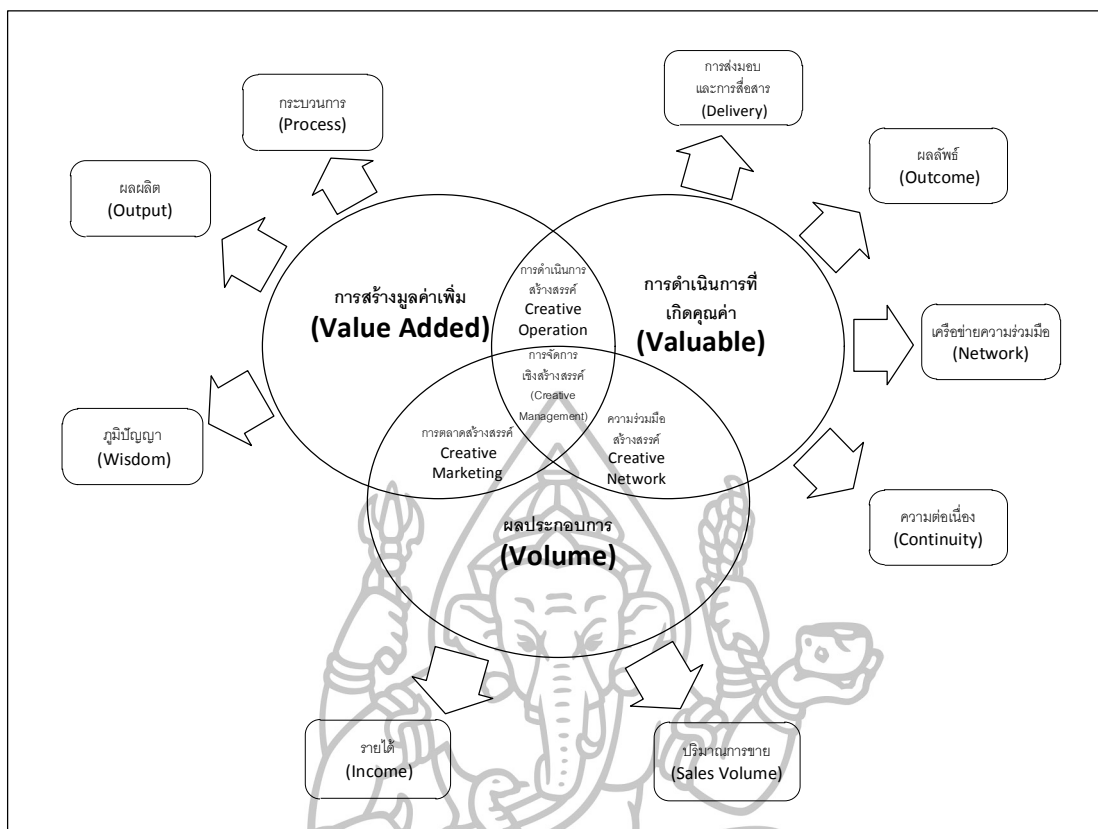 การส่งมอบ
และการสื่อสาร
(Delivery)
กระบวนการ
(Process)
ผลลัพธ์
(Outcome)
ผลผลิต
(Output)
การสร้างมูลค่าเพิ่ม
(Value Added)
การดำเนินการ
สร้างสรรค์
Creative
Operation
การดำเนินการที่
เกิดคุณค่า
(Valuable)
เครือข่ายความร่วมมือ
(Network)
การจัดการ
เชิงสร้างสรรค์
(Creative
Management)
ภูมิปัญญา
(Wisdom)
การตลาดสร้างสรรค์
Creative
Marketing
ความร่วมมือ
สร้างสรรค์
Creative
Network
ความต่อเนื่อง
(Continuity)
ผลประกอบการ
(Volume)
รายได้
(Income)
ปริมาณการขาย
(Sales Volume)